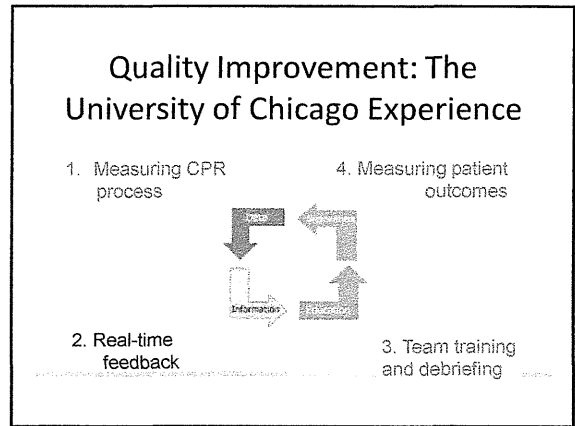 Quality Improvement: The
University of Chicago Experience
1. Measuring CPR
process
4. Measuring patient
outcomes
Data
Information
2. Real-time
feedback
3. Team training
and debriefing